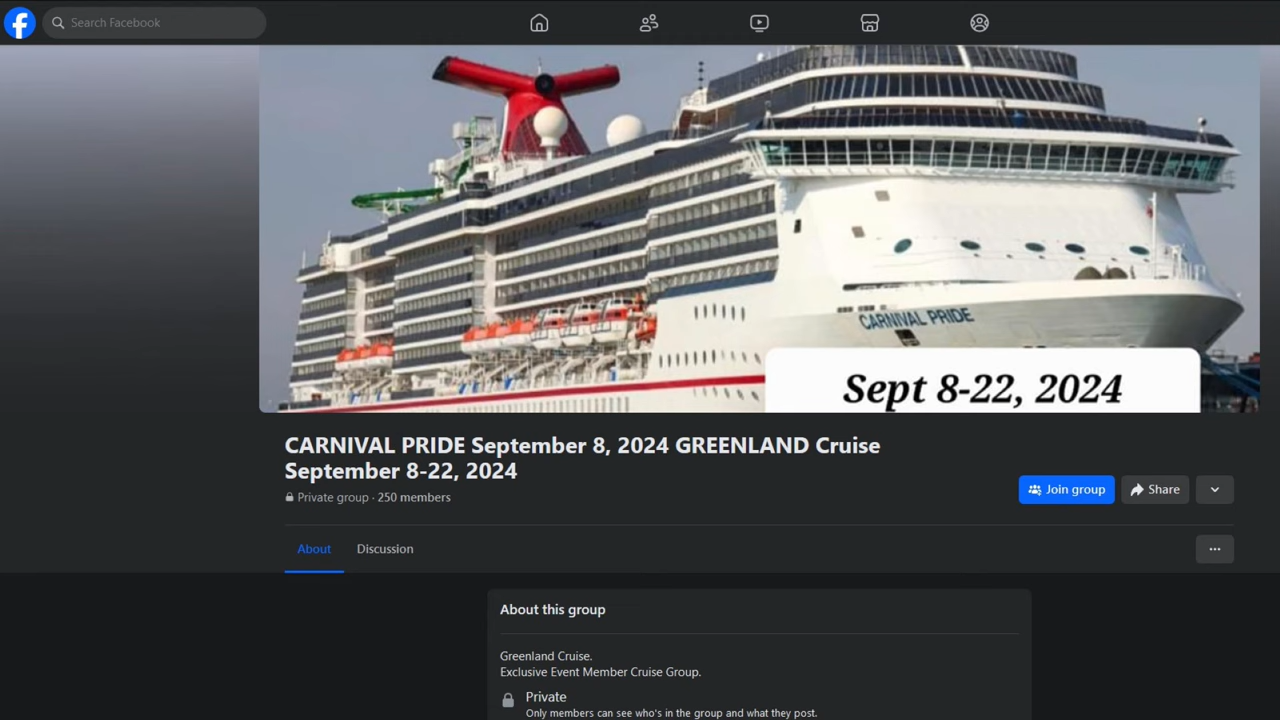 Search Facebook
CARNIVAL PRIDE
Sept 8-22, 2024
CARNIVAL PRIDE September 8, 2024 GREENLAND Cruise
September 8-22, 2024
Private group · 250 members
Join group
Share
About
Discussion
About this group
Greenland Cruise.
Exclusive Event Member Cruise Group.
Private
Only members can see who's in the group and what they post.